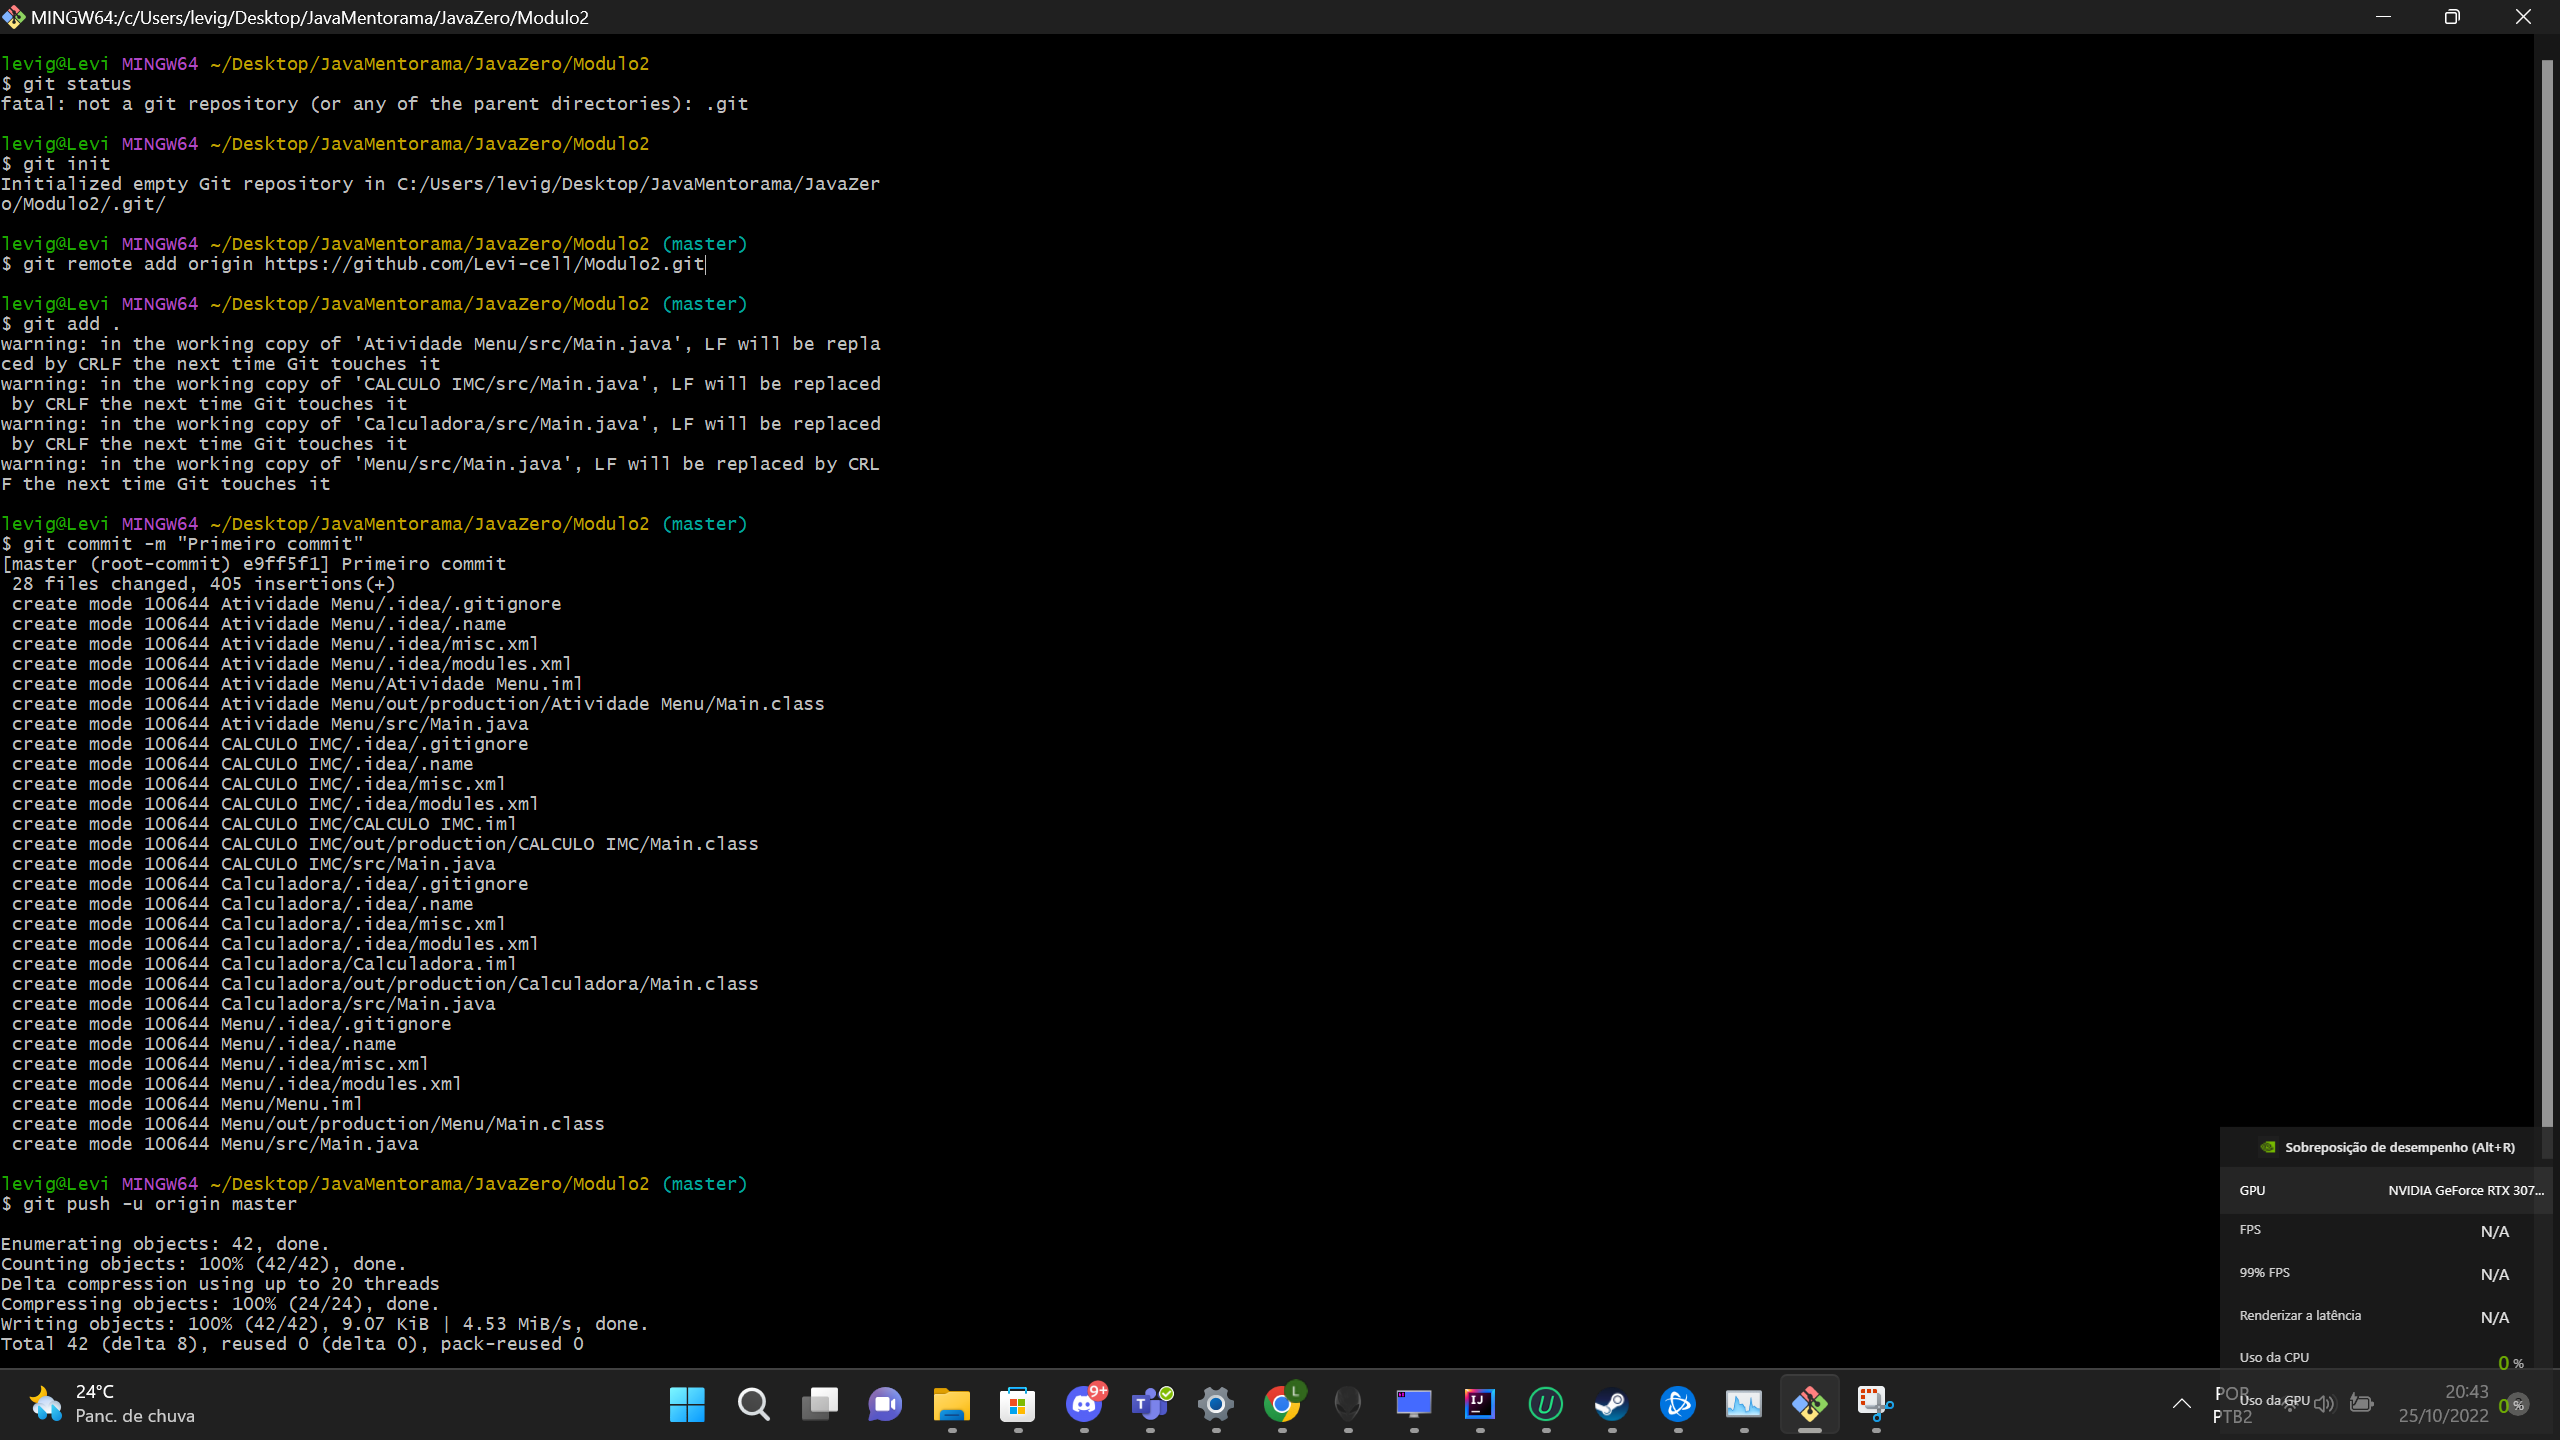 MINGW64:/c/Users/levig/Desktop/JavaMentorama/JavaZero/Modulo2
levig@Levi MINGW64 ~/Desktop/JavaMentorama/JavaZero/Modulo2
$ git status
fatal: not a git repository (or any of the parent directories): .git
levig@Levi MINGW64 ~/Desktop/JavaMentorama/JavaZero/Modulo2
$ git init
Initialized empty Git repository in C:/Users/levig/Desktop/JavaMentorama/JavaZer
o/Modulo2/.git/
levig@Levi MINGW64 ~/Desktop/JavaMentorama/JavaZero/Modulo2 (master)
$ git remote add origin https://github.com/Levi-cell/Modulo2.git
levig@Levi MINGW64 ~/Desktop/JavaMentorama/JavaZero/Modulo2 (master)
$ git add .
warning: in the working copy of 'Atividade Menu/src/Main.java', LF will be repla
ced by CRLF the next time Git touches it
warning: in the working copy of 'CALCULO IMC/src/Main.java', LF will be replaced
 by CRLF the next time Git touches it
warning: in the working copy of 'Calculadora/src/Main.java', LF will be replaced
 by CRLF the next time Git touches it
warning: in the working copy of 'Menu/src/Main.java', LF will be replaced by CRL
F the next time Git touches it
levig@Levi MINGW64 ~/Desktop/JavaMentorama/JavaZero/Modulo2 (master)
$ git commit -m "Primeiro commit"
[master (root-commit) e9ff5f1] Primeiro commit
 28 files changed, 405 insertions(+)
 create mode 100644 Atividade Menu/.idea/.gitignore
 create mode 100644 Atividade Menu/.idea/.name
 create mode 100644 Atividade Menu/.idea/misc.xml
 create mode 100644 Atividade Menu/.idea/modules.xml
 create mode 100644 Atividade Menu/Atividade Menu.iml
 create mode 100644 Atividade Menu/out/production/Atividade Menu/Main.class
 create mode 100644 Atividade Menu/src/Main.java
 create mode 100644 CALCULO IMC/.idea/.gitignore
 create mode 100644 CALCULO IMC/.idea/.name
 create mode 100644 CALCULO IMC/.idea/misc.xml
 create mode 100644 CALCULO IMC/.idea/modules.xml
 create mode 100644 CALCULO IMC/CALCULO IMC.iml
 create mode 100644 CALCULO IMC/out/production/CALCULO IMC/Main.class
 create mode 100644 CALCULO IMC/src/Main.java
 create mode 100644 Calculadora/.idea/.gitignore
 create mode 100644 Calculadora/.idea/.name
 create mode 100644 Calculadora/.idea/misc.xml
 create mode 100644 Calculadora/.idea/modules.xml
 create mode 100644 Calculadora/Calculadora.iml
 create mode 100644 Calculadora/out/production/Calculadora/Main.class
 create mode 100644 Calculadora/src/Main.java
 create mode 100644 Menu/.idea/.gitignore
 create mode 100644 Menu/.idea/.name
 create mode 100644 Menu/.idea/misc.xml
 create mode 100644 Menu/.idea/modules.xml
 create mode 100644 Menu/Menu.iml
 create mode 100644 Menu/out/production/Menu/Main.class
 create mode 100644 Menu/src/Main.java
levig@Levi MINGW64 ~/Desktop/JavaMentorama/JavaZero/Modulo2 (master)
$ git push -u origin master
Enumerating objects: 42, done.
Counting objects: 100% (42/42), done.
Delta compression using up to 20 threads
Compressing objects: 100% (24/24), done.
Writing objects: 100% (42/42), 9.07 KiB | 4.53 MiB/s, done.
Total 42 (delta 8), reused 0 (delta 0), pack-reused 0
Sobreposição de desempenho (Alt+R)
GPU NVIDIA GeForce RTX 307...
FPS N/A
99% FPS N/A
Renderizar a latência N/A
Uso da CPU 0 %
Uso da GPU 0 %
24°C
Panc. de chuva
9+
L
IJ
POR
PTB2
20:43
25/10/2022